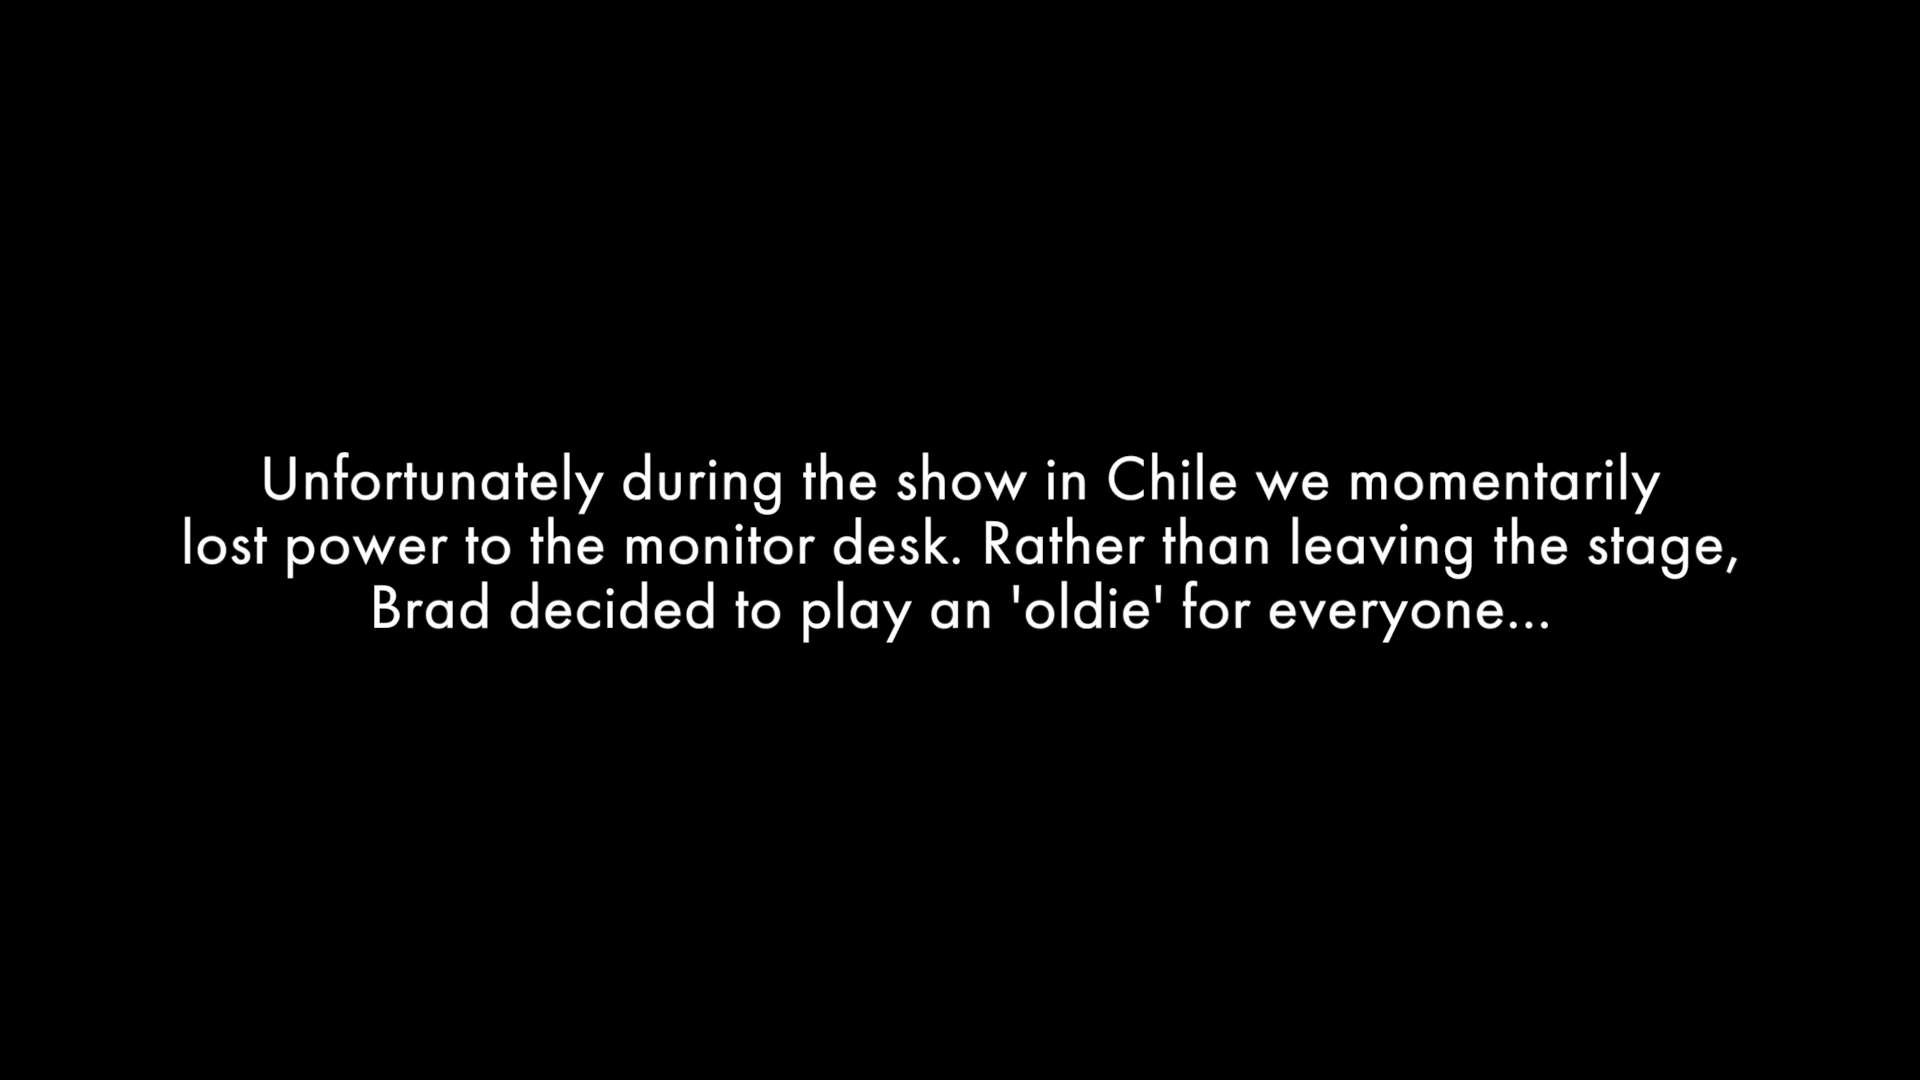 Unfortunately during the show in Chile we momentarily
lost power to the monitor desk. Rather than leaving the stage,
Brad decided to play an 'oldie' for everyone...